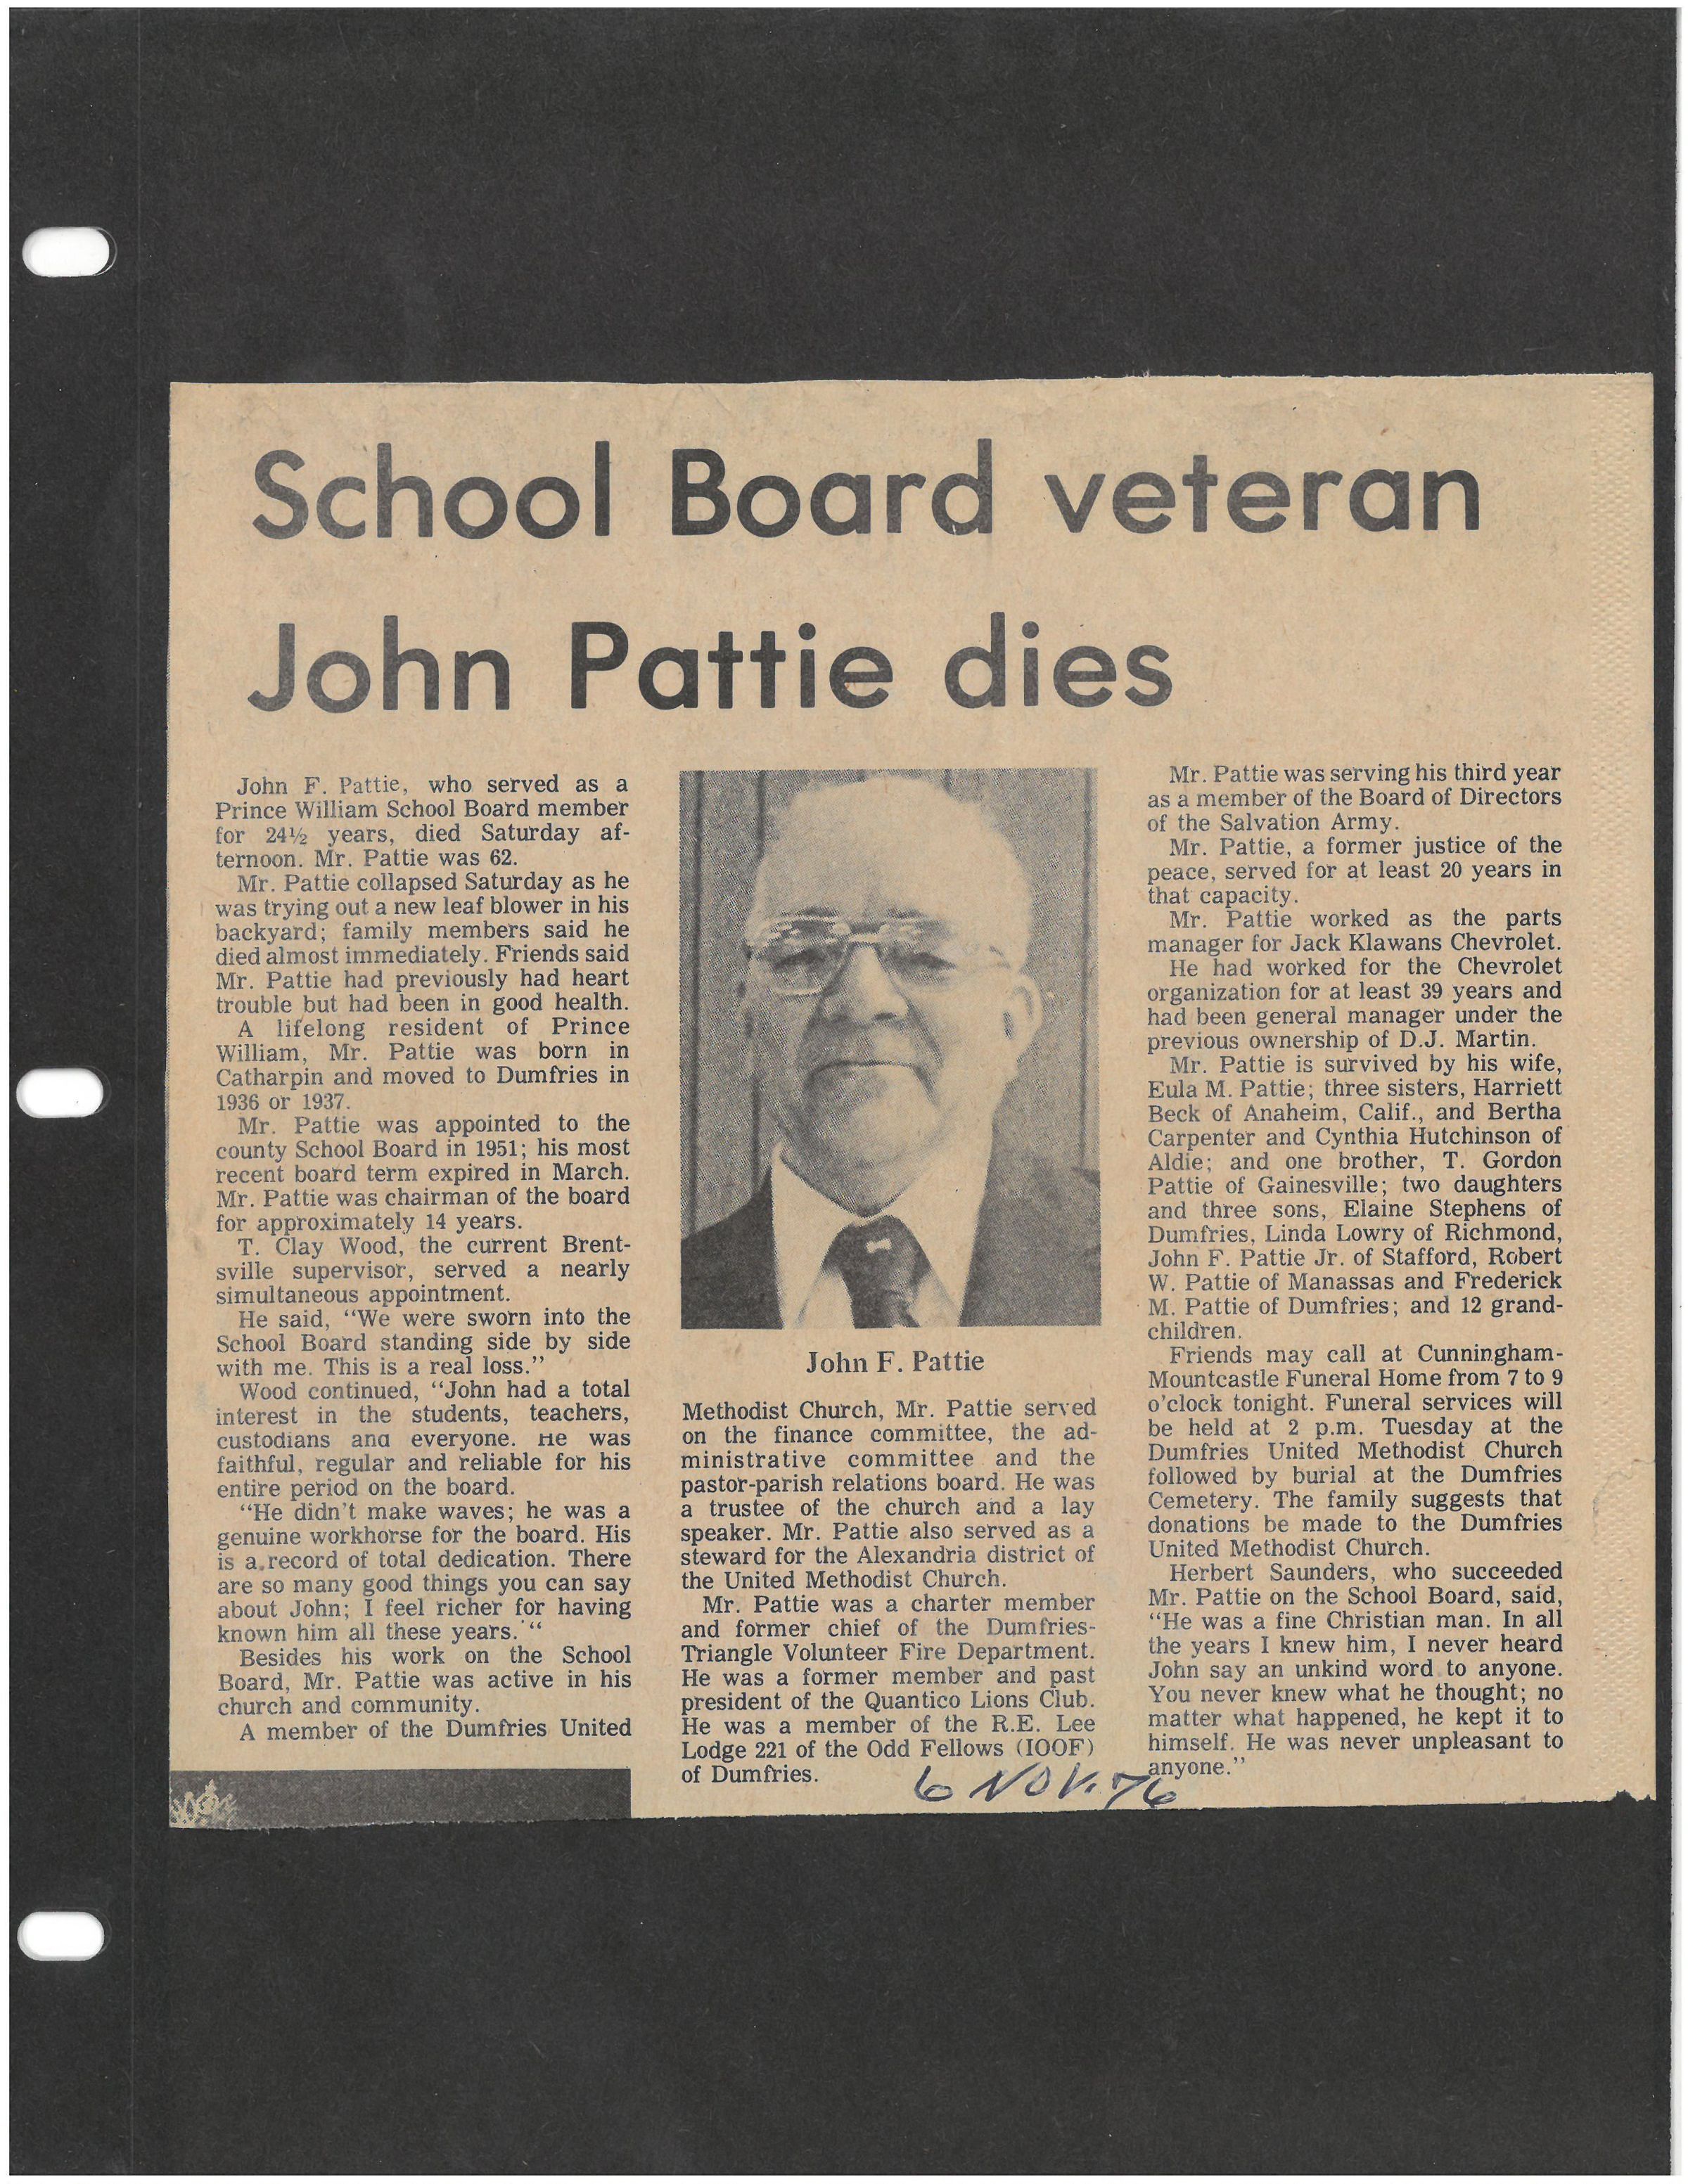 School Board veteran
John Pattie dies
John F. Pattie, who served as a
Prince William School Board member
for 24½ years, died Saturday af-
ternoon. Mr. Pattie was 62.
Mr. Pattie collapsed Saturday as he
was trying out a new leaf blower in his
backyard; family members said he
died almost immediately. Friends said
Mr. Pattie had previously had heart
trouble but had been in good health.
A lifelong resident of Prince
William, Mr. Pattie was born in
Catharpin and moved to Dumfries in
1936 or 1937.
Mr. Pattie was appointed to the
county School Board in 1951; his most
recent board term expired in March.
Mr. Pattie was chairman of the board
for approximately 14 years.
T. Clay Wood, the current Brent-
sville supervisor, served a nearly
simultaneous appointment.
He said, "We were sworn into the
School Board standing side by side
with me. This is a real loss."
Wood continued, "John had a total
interest in the students, teachers,
custodians and everyone. He was
faithful, regular and reliable for his
entire period on the board.
"He didn't make waves; he was a
genuine workhorse for the board. His
is a record of total dedication. There
are so many good things you can say
about John; I feel richer for having
known him all these years.'"
Besides his work on the School
Board, Mr. Pattie was active in his
church and community.
A member of the Dumfries United
John F. Pattie
Methodist Church, Mr. Pattie served
on the finance committee, the ad-
ministrative committee and the
pastor-parish relations board. He was
a trustee of the church and a lay
speaker. Mr. Pattie also served as a
steward for the Alexandria district of
the United Methodist Church.
Mr. Pattie was a charter member
and former chief of the Dumfries-
Triangle Volunteer Fire Department.
He was a former member and past
president of the Quantico Lions Club.
He was a member of the R.E. Lee
Lodge 221 of the Odd Fellows (IOOF)
of Dumfries.
6 NOV. 76
Mr. Pattie was serving his third year
as a member of the Board of Directors
of the Salvation Army.
Mr. Pattie, a former justice of the
peace, served for at least 20 years in
that capacity.
Mr. Pattie worked as the parts
manager for Jack Klawans Chevrolet.
He had worked for the Chevrolet
organization for at least 39 years and
had been general manager under the
previous ownership of D.J. Martin.
Mr. Pattie is survived by his wife,
Eula M. Pattie; three sisters, Harriett
Beck of Anaheim, Calif., and Bertha
Carpenter and Cynthia Hutchinson of
Aldie; and one brother, T. Gordon
Pattie of Gainesville; two daughters
and three sons, Elaine Stephens of
Dumfries, Linda Lowry of Richmond,
John F. Pattie Jr. of Stafford, Robert
W. Pattie of Manassas and Frederick
M. Pattie of Dumfries; and 12 grand-
children.
Friends may call at Cunningham-
Mountcastle Funeral Home from 7 to 9
o'clock tonight. Funeral services will
be held at 2 p.m. Tuesday at the
Dumfries United Methodist Church
followed by burial at the Dumfries
Cemetery. The family suggests that
donations be made to the Dumfries
United Methodist Church.
Herbert Saunders, who succeeded
Mr. Pattie on the School Board, said,
"He was a fine Christian man. In all
the years I knew him, I never heard
John say an unkind word to anyone.
You never knew what he thought; no
matter what happened, he kept it to
himself. He was never unpleasant to
anyone."